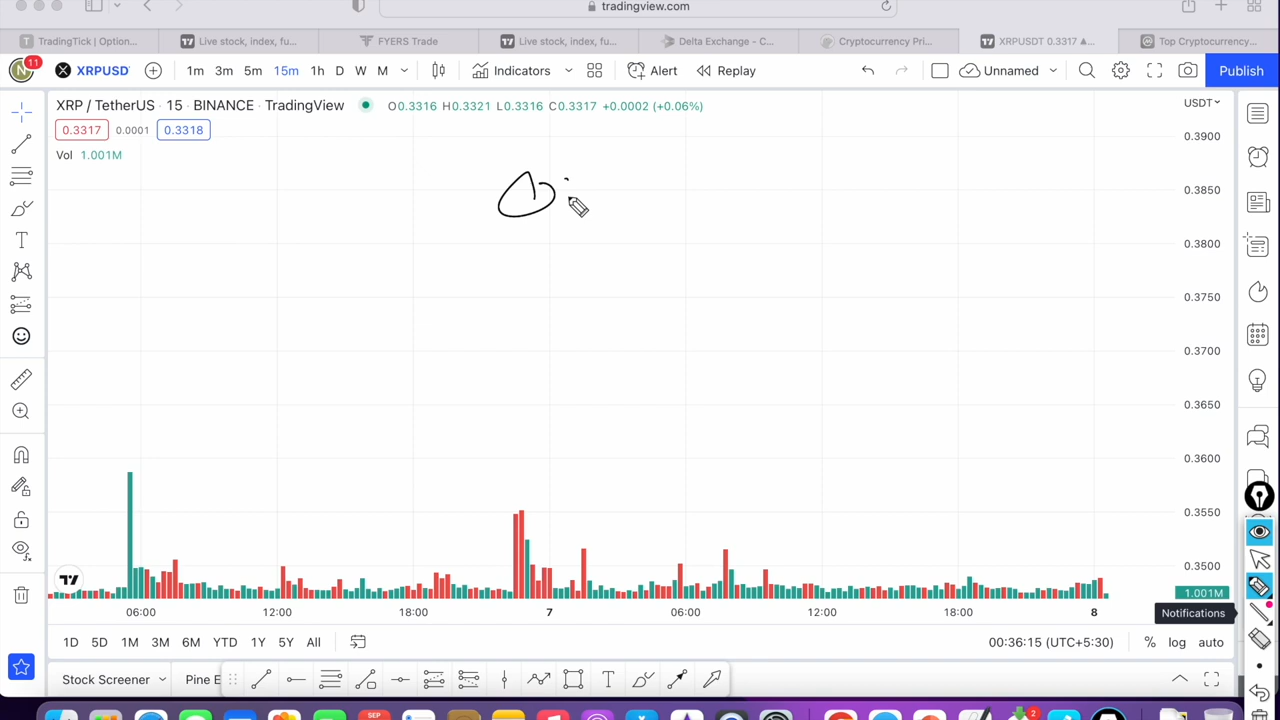 tradingview.com
TradingTick | Option...
Live stock, index, fu...
FYERS Trade
Live stock, index, fu...
Delta Exchange - C...
Cryptocurrency Pri...
XRPUSDT 0.3317 ▲...
Top Cryptocurrency...
N 11 XRPUSD 1m 3m 5m 15m 1h D W M Indicators Alert Replay Unnamed Publish
XRP / TetherUS · 15 · BINANCE · TradingView O0.3316 H0.3321 L0.3316 C0.3317 +0.0002 (+0.06%) USDT
0.3317 0.0001 0.3318
Vol 1.001M
0.3900
0.3850
0.3800
0.3750
0.3700
0.3650
0.3600
0.3550
0.3500
1.001M
06:00 12:00 18:00 7 06:00 12:00 18:00 8
Notifications
1D 5D 1M 3M 6M YTD 1Y 5Y All 00:36:15 (UTC+5:30) % log auto
Stock Screener Pine E
SEP
2